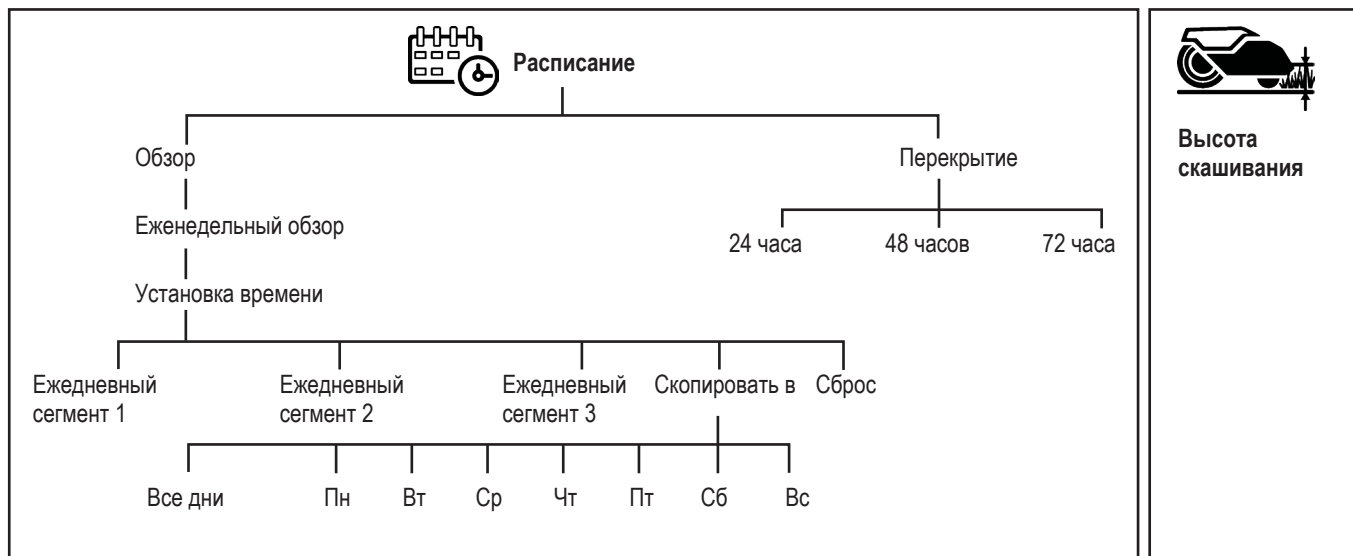 Расписание
Высота
скашивания
Обзор
Перекрытие
Еженедельный обзор
24 часа 48 часов 72 часа
Установка времени
Ежедневный
сегмент 1
Ежедневный
сегмент 2
Ежедневный
сегмент 3
Скопировать в
Сброс
Все дни Пн Вт Ср Чт Пт Сб Вс